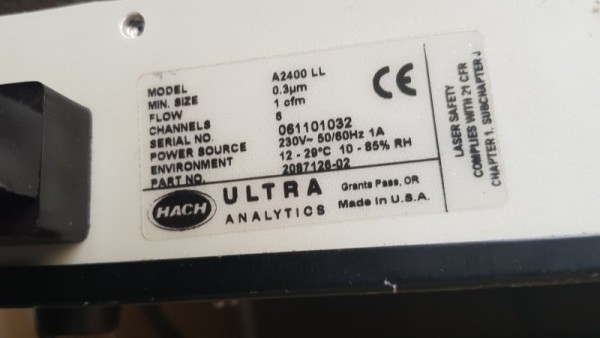 MODEL A2400 LL
MIN. SIZE 0.3µm
FLOW 1 cfm
CHANNELS 6
SERIAL NO. 061101032
POWER SOURCE 230V~ 50/60Hz 1A
ENVIRONMENT 12 - 29°C 10 - 85% RH
PART NO. 2087126-02
CE
HACH ULTRA
ANALYTICS
Grants Pass, OR
Made in U.S.A.
LASER SAFETY
COMPLIES WITH 21 CFR
CHAPTER 1. SUBCHAPTER J